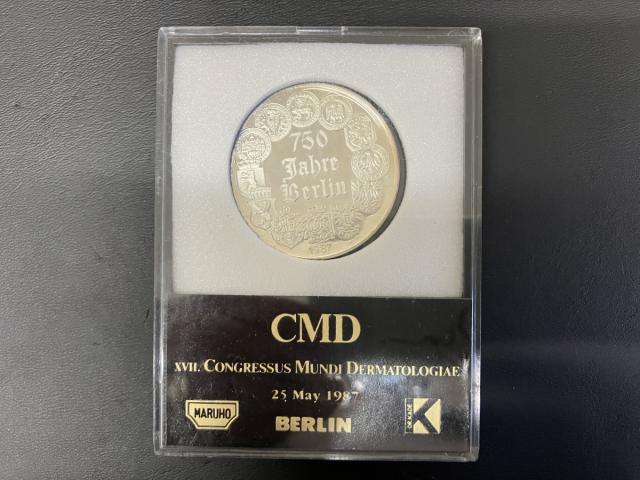 750
Jahre
Berlin
1987
CMD
XVII. CONGRESSUS MUNDI DERMATOLOGIAE
25 May 1987
MARUHO
BERLIN